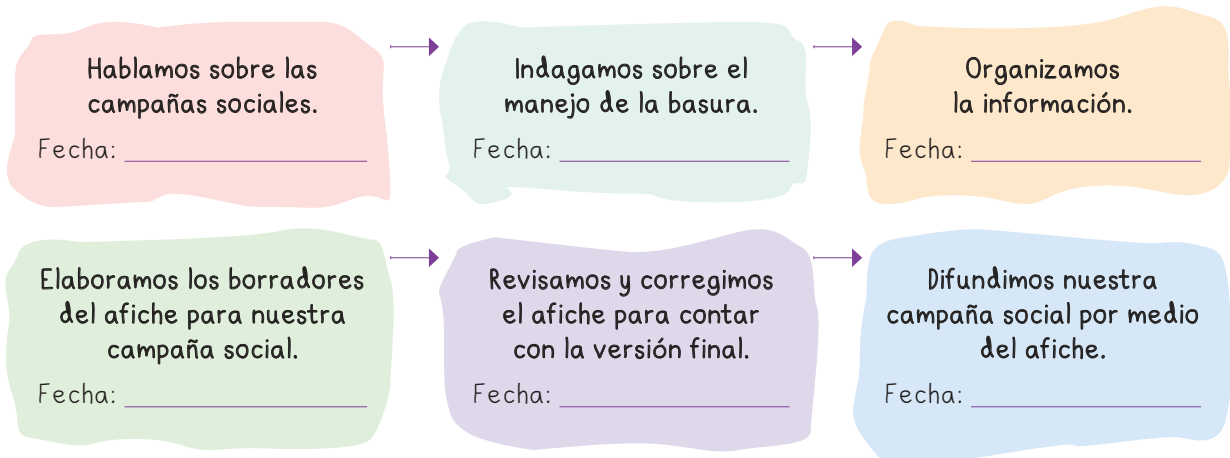 Hablamos sobre las
campañas sociales.
Fecha:
Indagamos sobre el
manejo de la basura.
Fecha:
Organizamos
la información.
Fecha:
Elaboramos los borradores
del afiche para nuestra
campaña social.
Fecha:
Revisamos y corregimos
el afiche para contar
con la versión final.
Fecha:
Difundimos nuestra
campaña social por medio
del afiche.
Fecha: